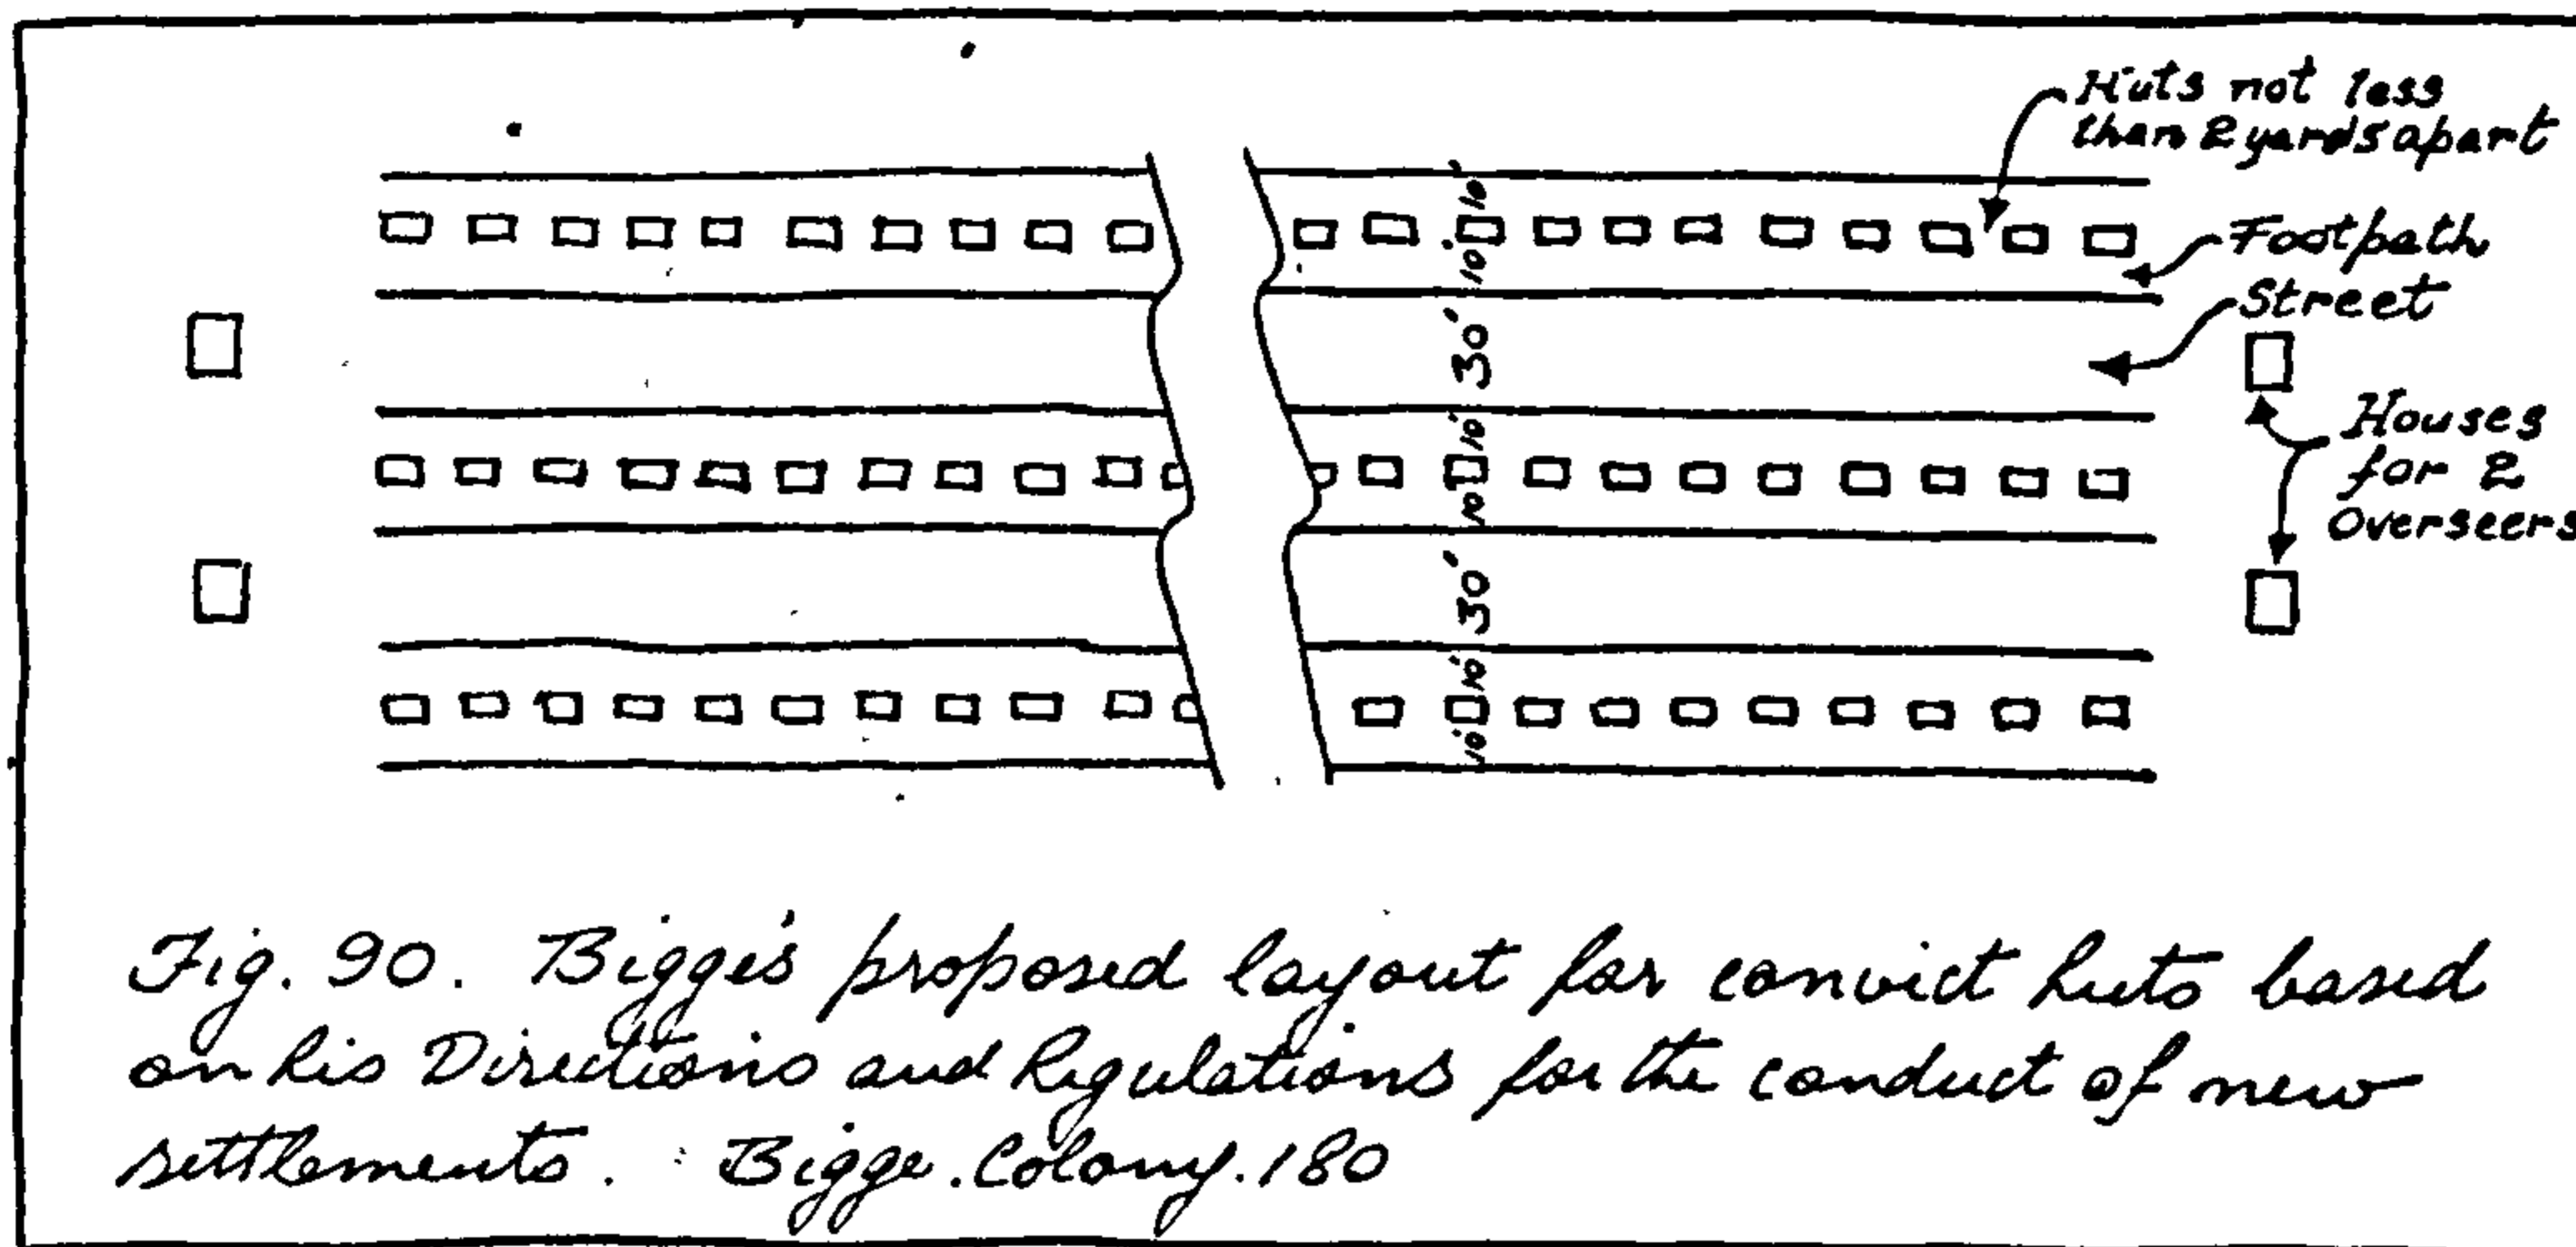 Huts not less
than 2 yards apart
10'
10'
Footpath
Street
30'
10'
10'
Houses
for 2
Overseers
30'
10'
10'
Fig. 90. Bigge's proposed layout for convict huts based
on his Directions and Regulations for the conduct of new
settlements. Bigge. Colony. 180